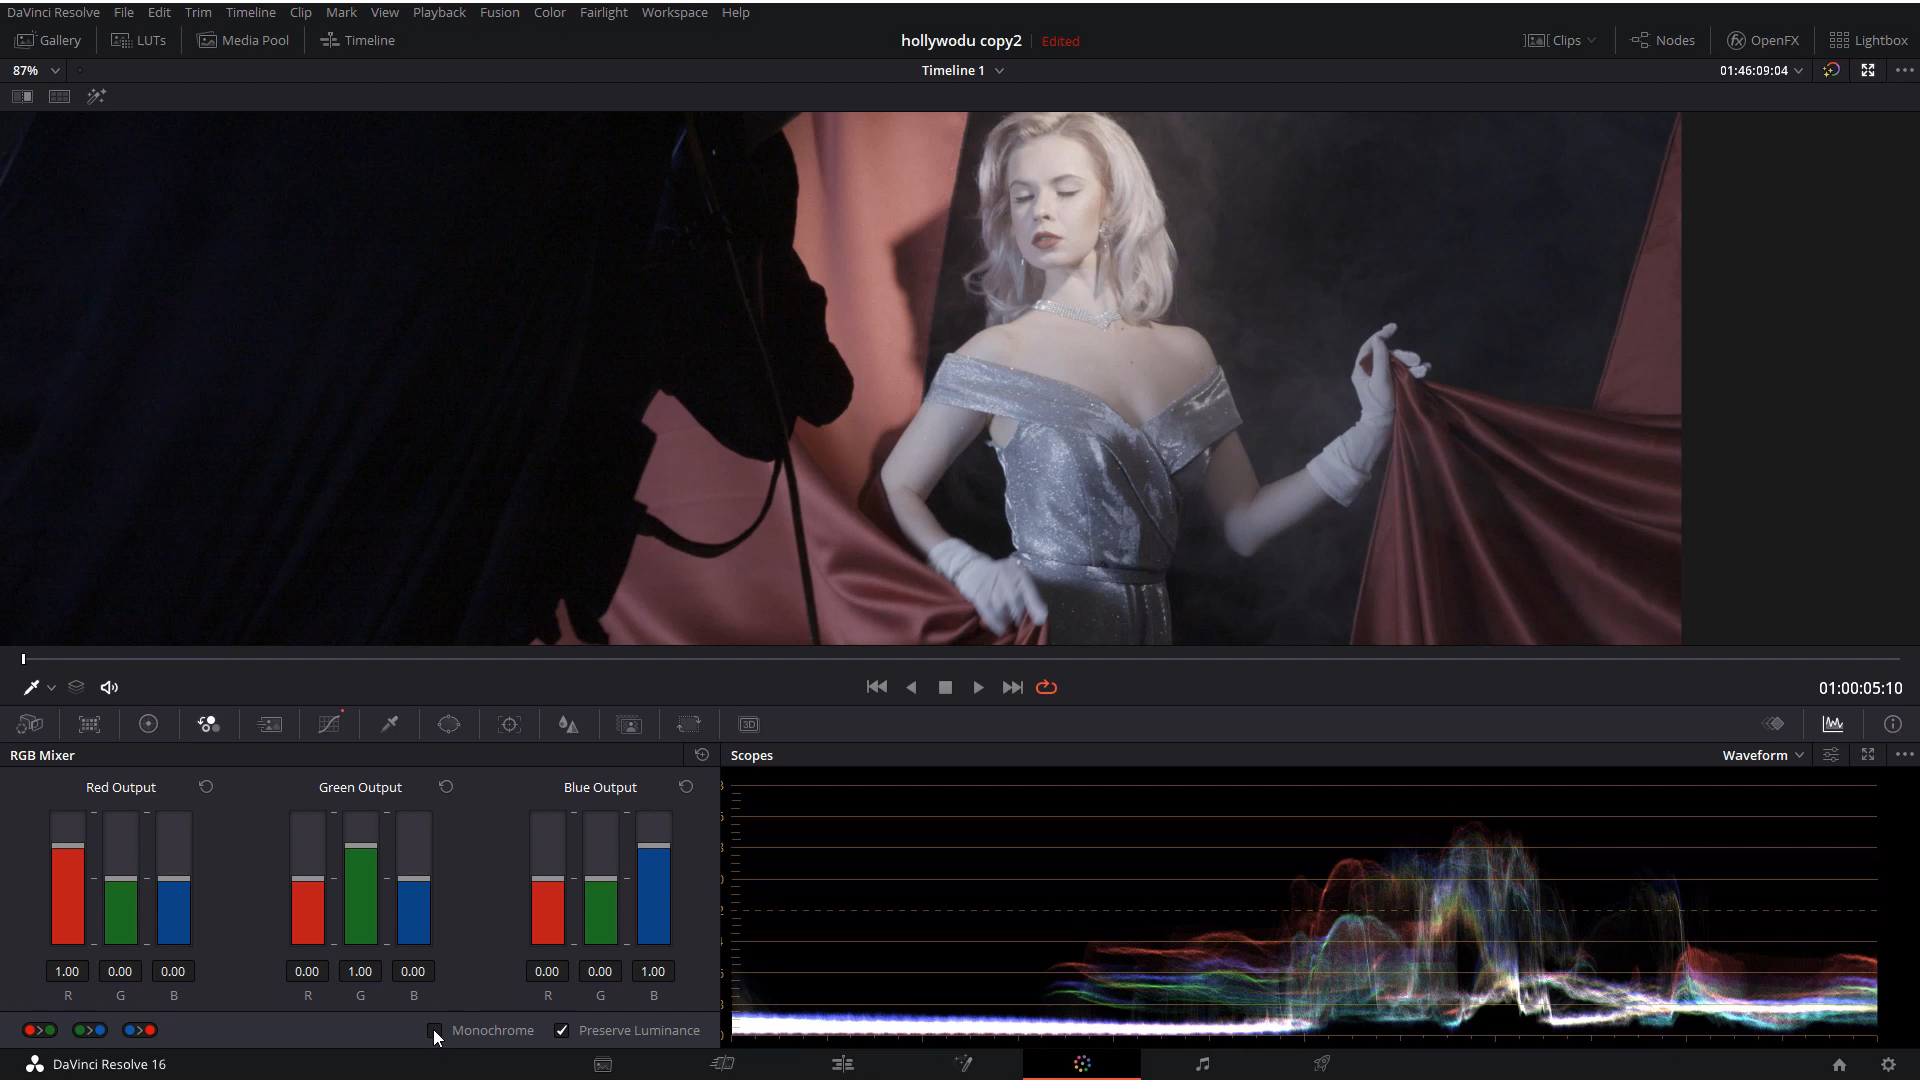 DaVinci Resolve File Edit Trim Timeline Clip Mark View Playback Fusion Color Fairlight Workspace Help
Gallery LUTs Media Pool Timeline hollywodu copy2 Edited Clips Nodes OpenFX Lightbox
87% Timeline 1 01:46:09:04
01:00:05:10
3D
RGB Mixer Scopes Waveform
Red Output Green Output Blue Output
1.00 0.00 0.00 0.00 1.00 0.00 0.00 0.00 1.00
R G B R G B R G B
Monochrome Preserve Luminance
DaVinci Resolve 16